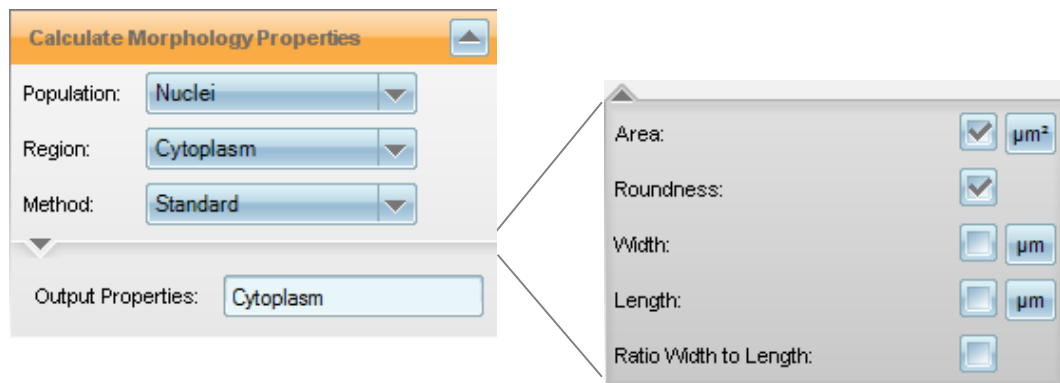 Calculate Morphology Properties
Population: Nuclei
Region: Cytoplasm
Method: Standard
Output Properties: Cytoplasm
Area: µm²
Roundness:
Width: µm
Length: µm
Ratio Width to Length: